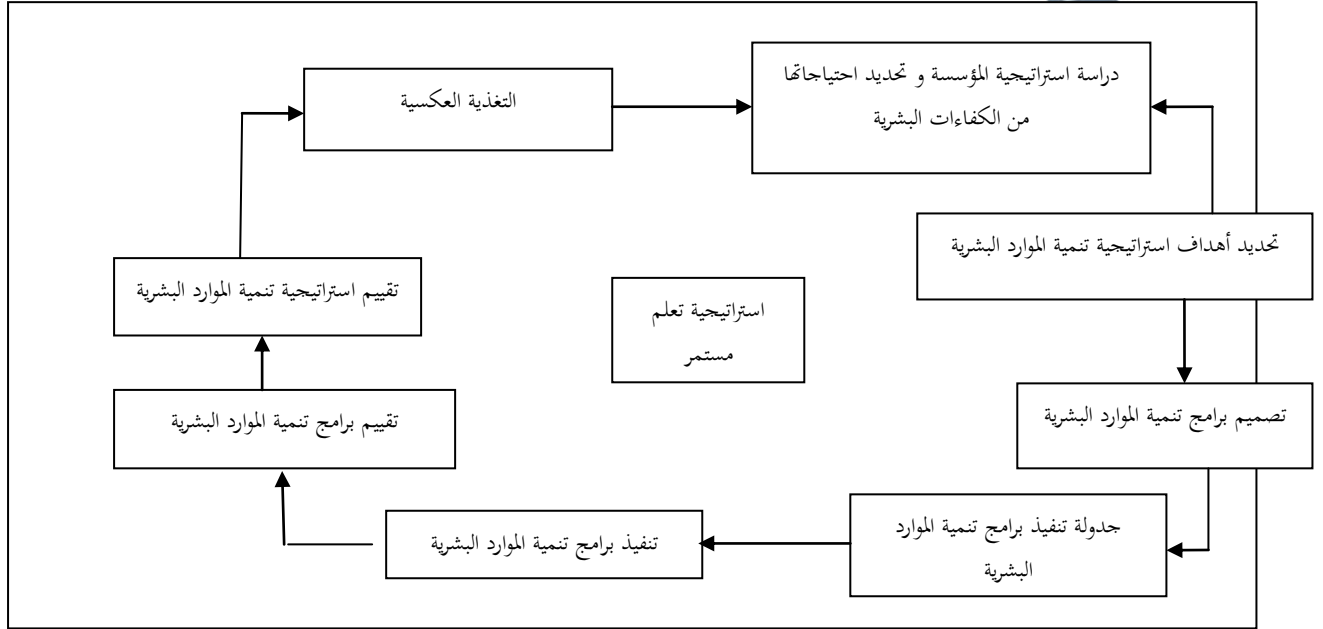 دراسة استراتيجية المؤسسة و تحديد احتياجاتها
من الكفاءات البشرية
التغذية العكسية
تحديد أهداف استراتيجية تنمية الموارد البشرية
تقييم استراتيجية تنمية الموارد البشرية
استراتيجية تعلم
مستمر
تصميم برامج تنمية الموارد البشرية
تقييم برامج تنمية الموارد البشرية
جدولة تنفيذ برامج تنمية الموارد
البشرية
تنفيذ برامج تنمية الموارد البشرية